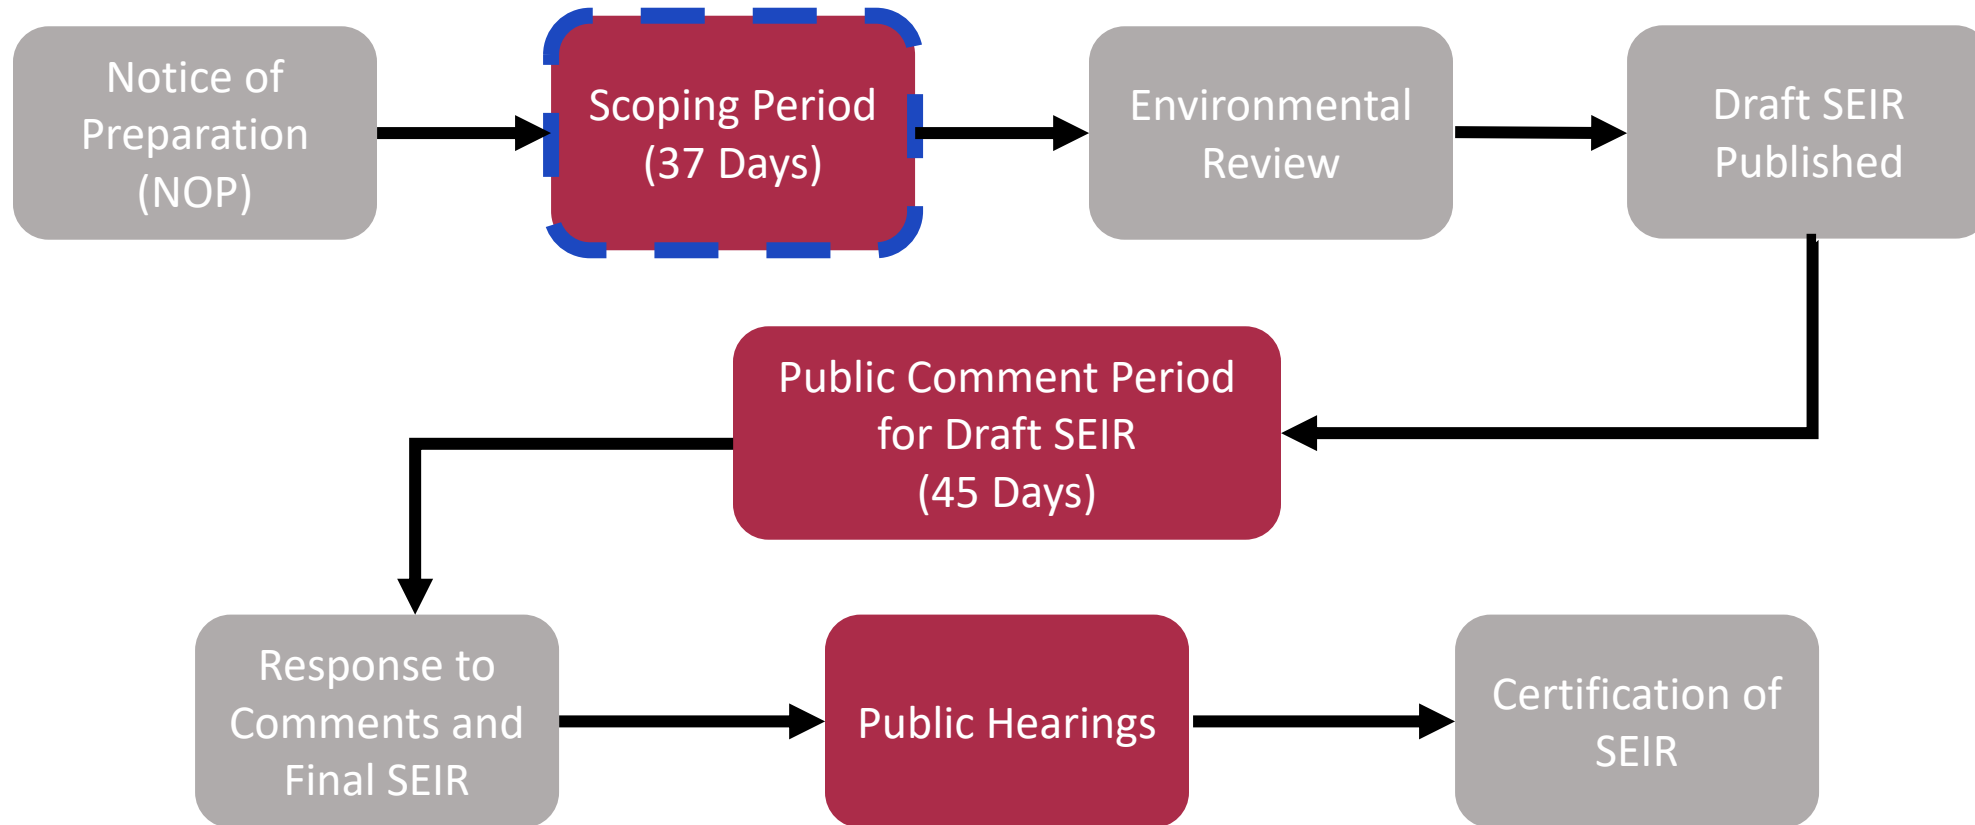 Notice of
Preparation
(NOP)
Scoping Period
(37 Days)
Environmental
Review
Draft SEIR
Published
Public Comment Period
for Draft SEIR
(45 Days)
Response to
Comments and
Final SEIR
Public Hearings
Certification of
SEIR